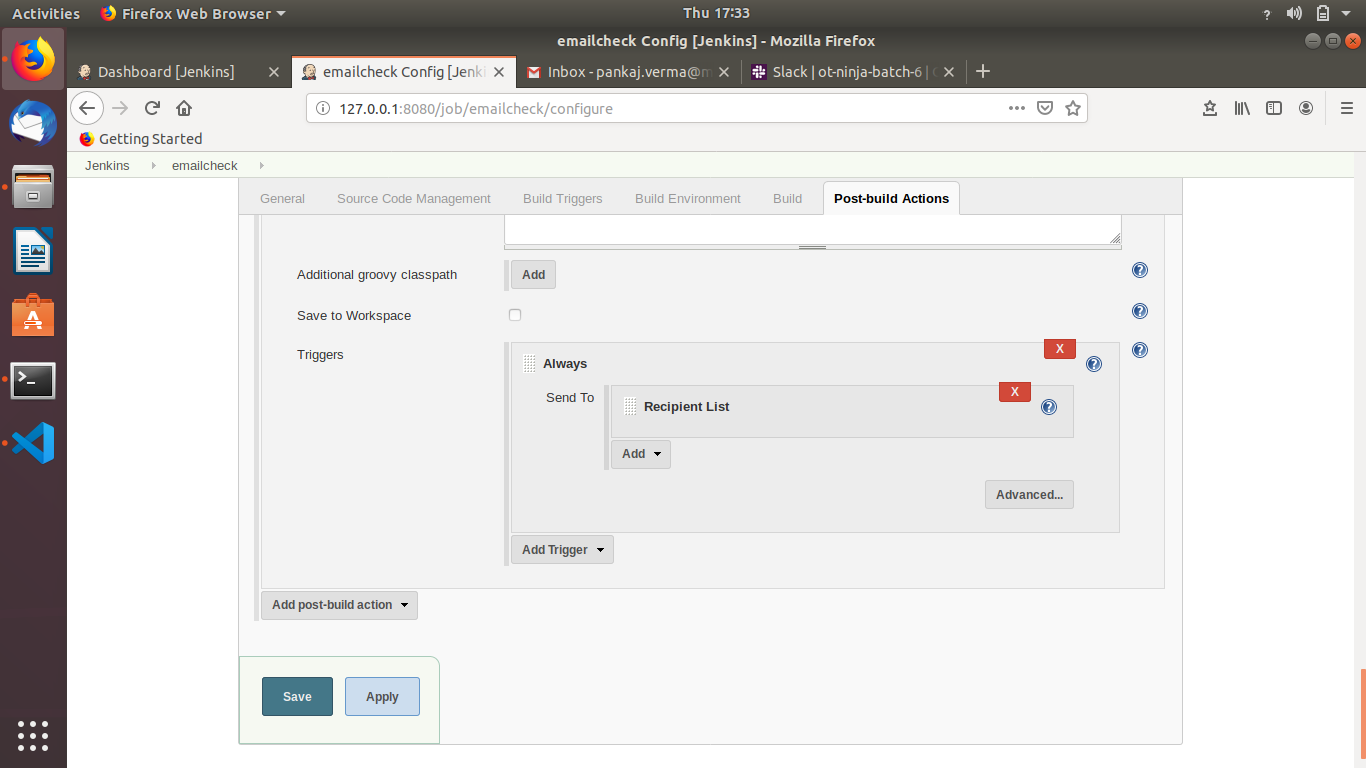 Activities Firefox Web Browser Thu 17:33
emailcheck Config [Jenkins] - Mozilla Firefox
Dashboard [Jenkins] emailcheck Config [Jenki Inbox - pankaj.verma@m Slack | ot-ninja-batch-6 |
127.0.0.1:8080/job/emailcheck/configure
Getting Started
Jenkins emailcheck
General Source Code Management Build Triggers Build Environment Build Post-build Actions
Additional groovy classpath Add
Save to Workspace
Triggers
X
Always
X
Send To
Recipient List
Add
Advanced...
Add Trigger
Add post-build action
Save Apply